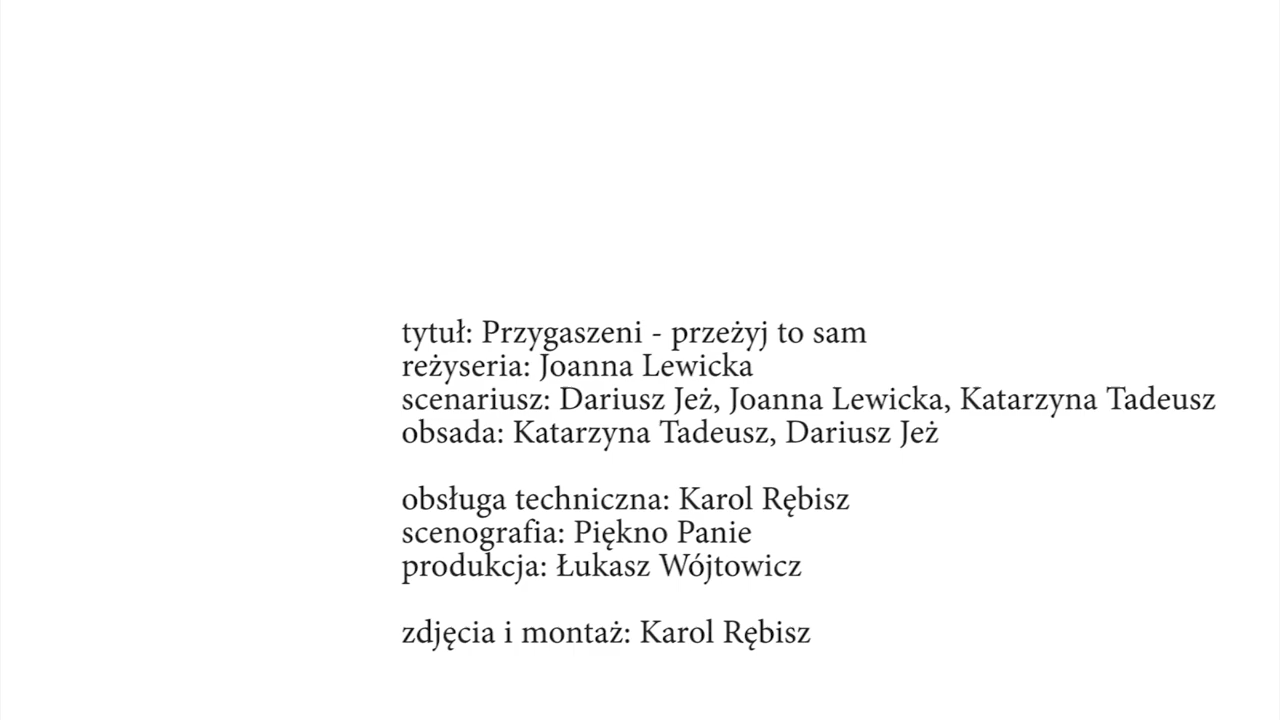 tytuł: Przygaszeni - przeżyj to sam
reżyseria: Joanna Lewicka
scenariusz: Dariusz Jeż, Joanna Lewicka, Katarzyna Tadeusz
obsada: Katarzyna Tadeusz, Dariusz Jeż
obsługa techniczna: Karol Rębisz
scenografia: Piękno Panie
produkcja: Łukasz Wójtowicz
zdjęcia i montaż: Karol Rębisz